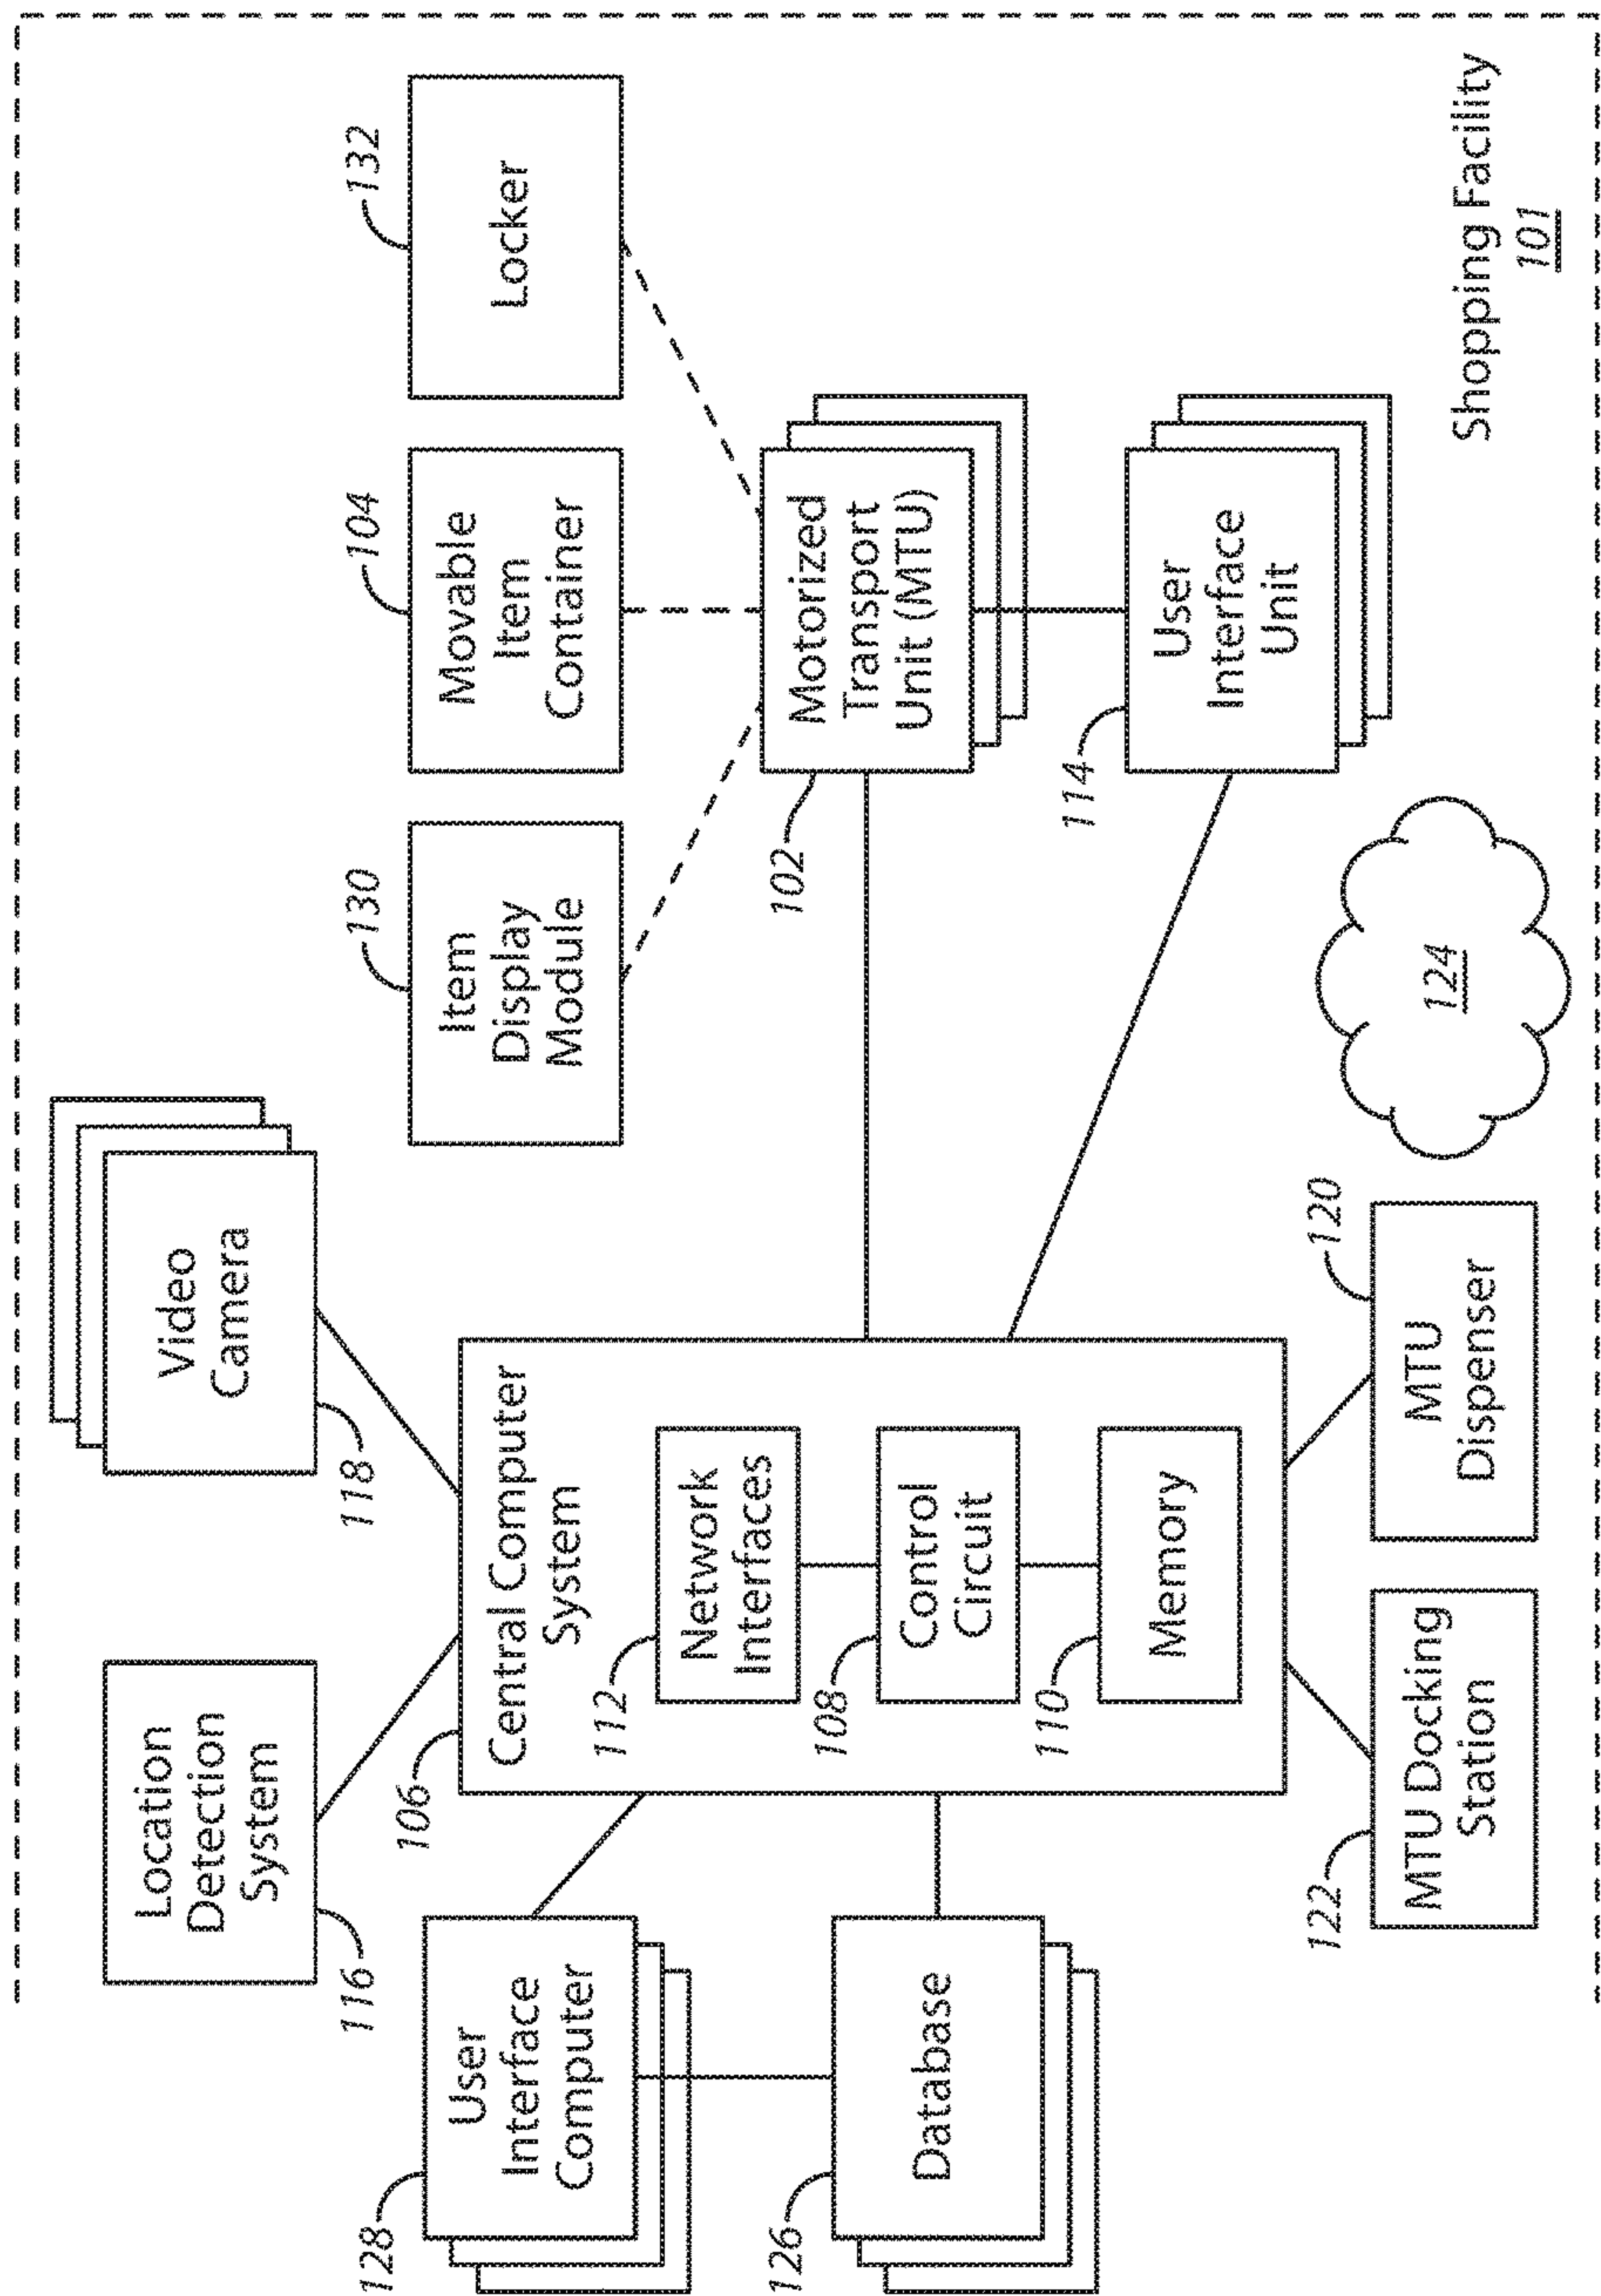 116
Location
Detection
System
118
Video
Camera
128
User
Interface
Computer
126
Database
106
Central Computer
System
112
Network
Interfaces
108
Control
Circuit
110
Memory
122
MTU Docking
Station
120
MTU
Dispenser
130
Item
Display
Module
104
Movable
Item
Container
132
Locker
102
Motorized
Transport
Unit (MTU)
114
User
Interface
Unit
124
Shopping Facility
101